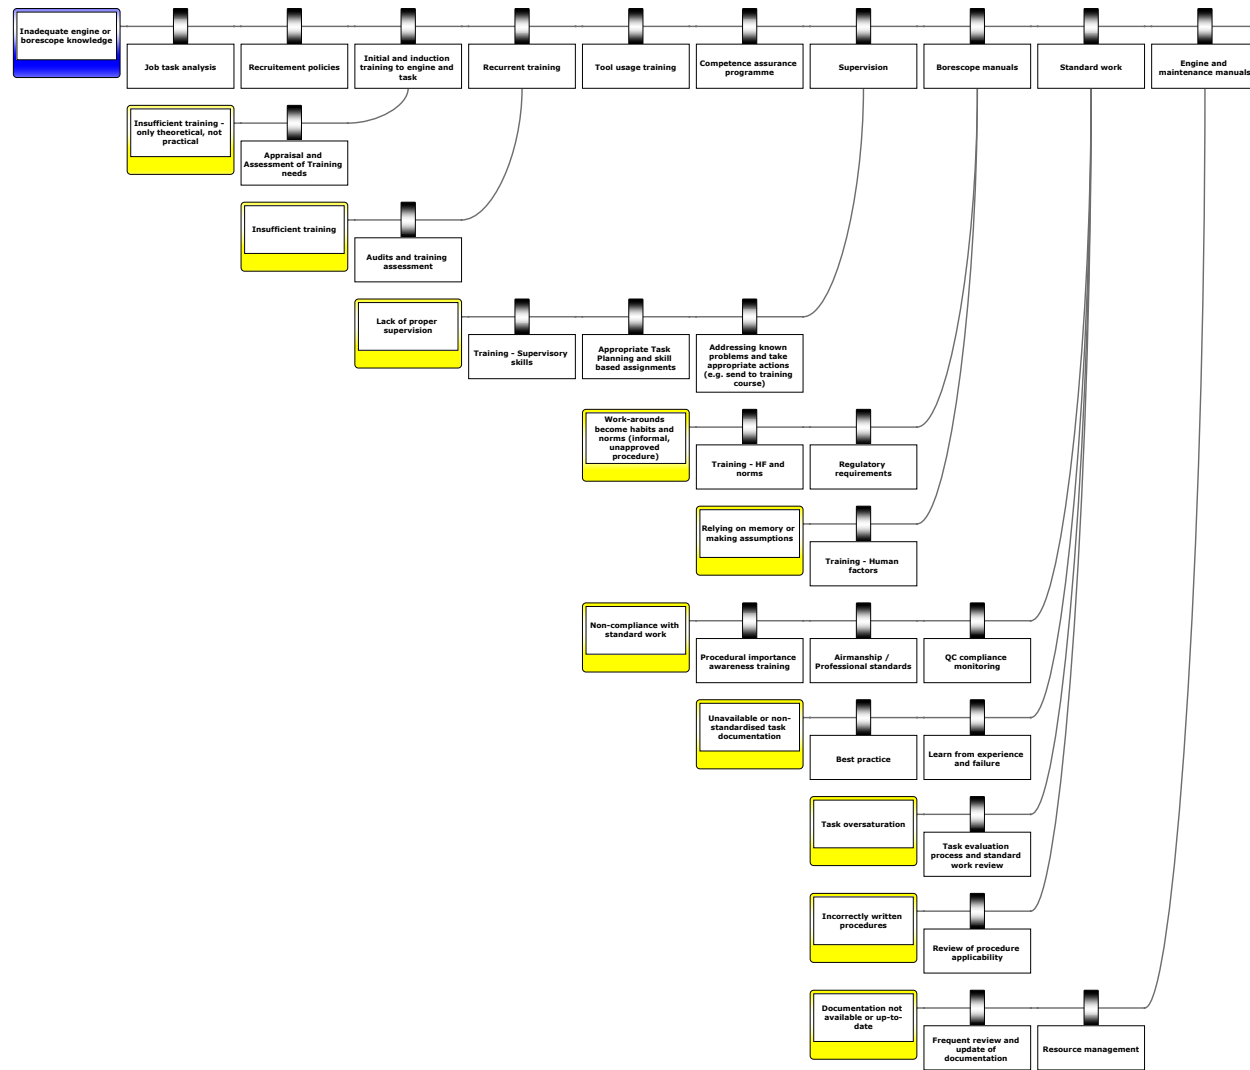 Inadequate engine or
borescope knowledge
Job task analysis
Recruitement policies
Initial and induction
training to engine and
task
Recurrent training
Tool usage training
Competence assurance
programme
Supervision
Borescope manuals
Standard work
Engine and
maintenance manuals
Insufficient training -
only theoretical, not
practical
Appraisal and
Assessment of Training
needs
Insufficient training
Audits and training
assessment
Lack of proper
supervision
Training - Supervisory
skills
Appropriate Task
Planning and skill
based assignments
Addressing known
problems and take
appropriate actions
(e.g. send to training
course)
Work-arounds
become habits and
norms (informal,
unapproved
procedure)
Training - HF and
norms
Regulatory
requirements
Relying on memory or
making assumptions
Training - Human
factors
Non-compliance with
standard work
Procedural importance
awareness training
Airmanship /
Professional standards
QC compliance
monitoring
Unavailable or non-
standardised task
documentation
Best practice
Learn from experience
and failure
Task oversaturation
Task evaluation
process and standard
work review
Incorrectly written
procedures
Review of procedure
applicability
Documentation not
available or up-to-
date
Frequent review and
update of
documentation
Resource management